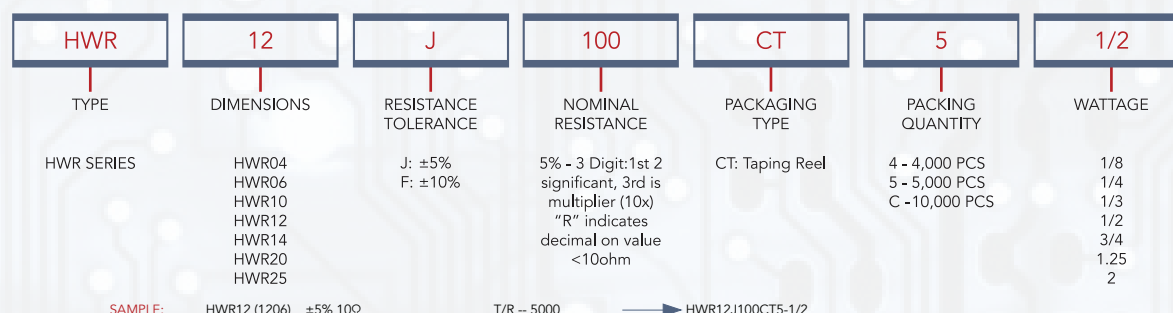 HWR 12 J 100 CT 5 1/2
TYPE DIMENSIONS RESISTANCE TOLERANCE NOMINAL RESISTANCE PACKAGING TYPE PACKING QUANTITY WATTAGE
HWR SERIES
HWR04
HWR06
HWR10
HWR12
HWR14
HWR20
HWR25
J: ±5%
F: ±10%
5% - 3 Digit:1st 2
significant, 3rd is
multiplier (10x)
"R" indicates
decimal on value
<10ohm
CT: Taping Reel
4 - 4,000 PCS
5 - 5,000 PCS
C -10,000 PCS
1/8
1/4
1/3
1/2
3/4
1.25
2
SAMPLE: HWR12 (1206) ±5% 10Ω T/R -- 5000 HWR12J100CT5-1/2